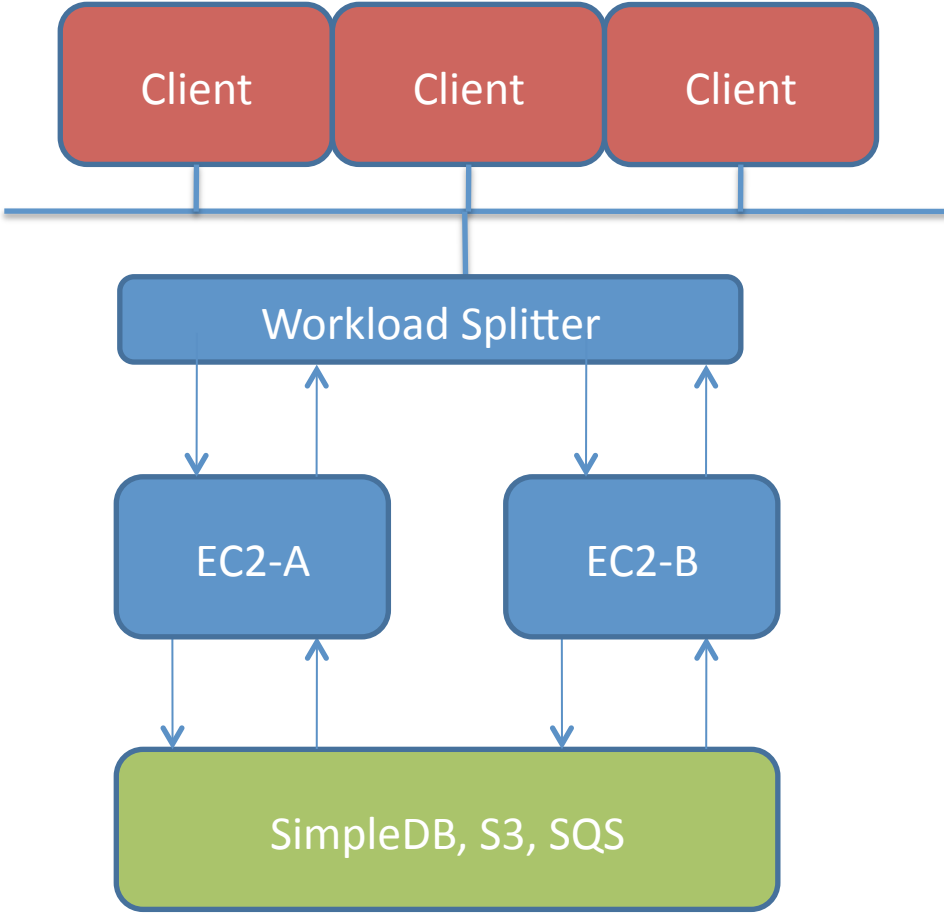 Client
Client
Client
Workload Splitter
EC2-A
EC2-B
SimpleDB, S3, SQS